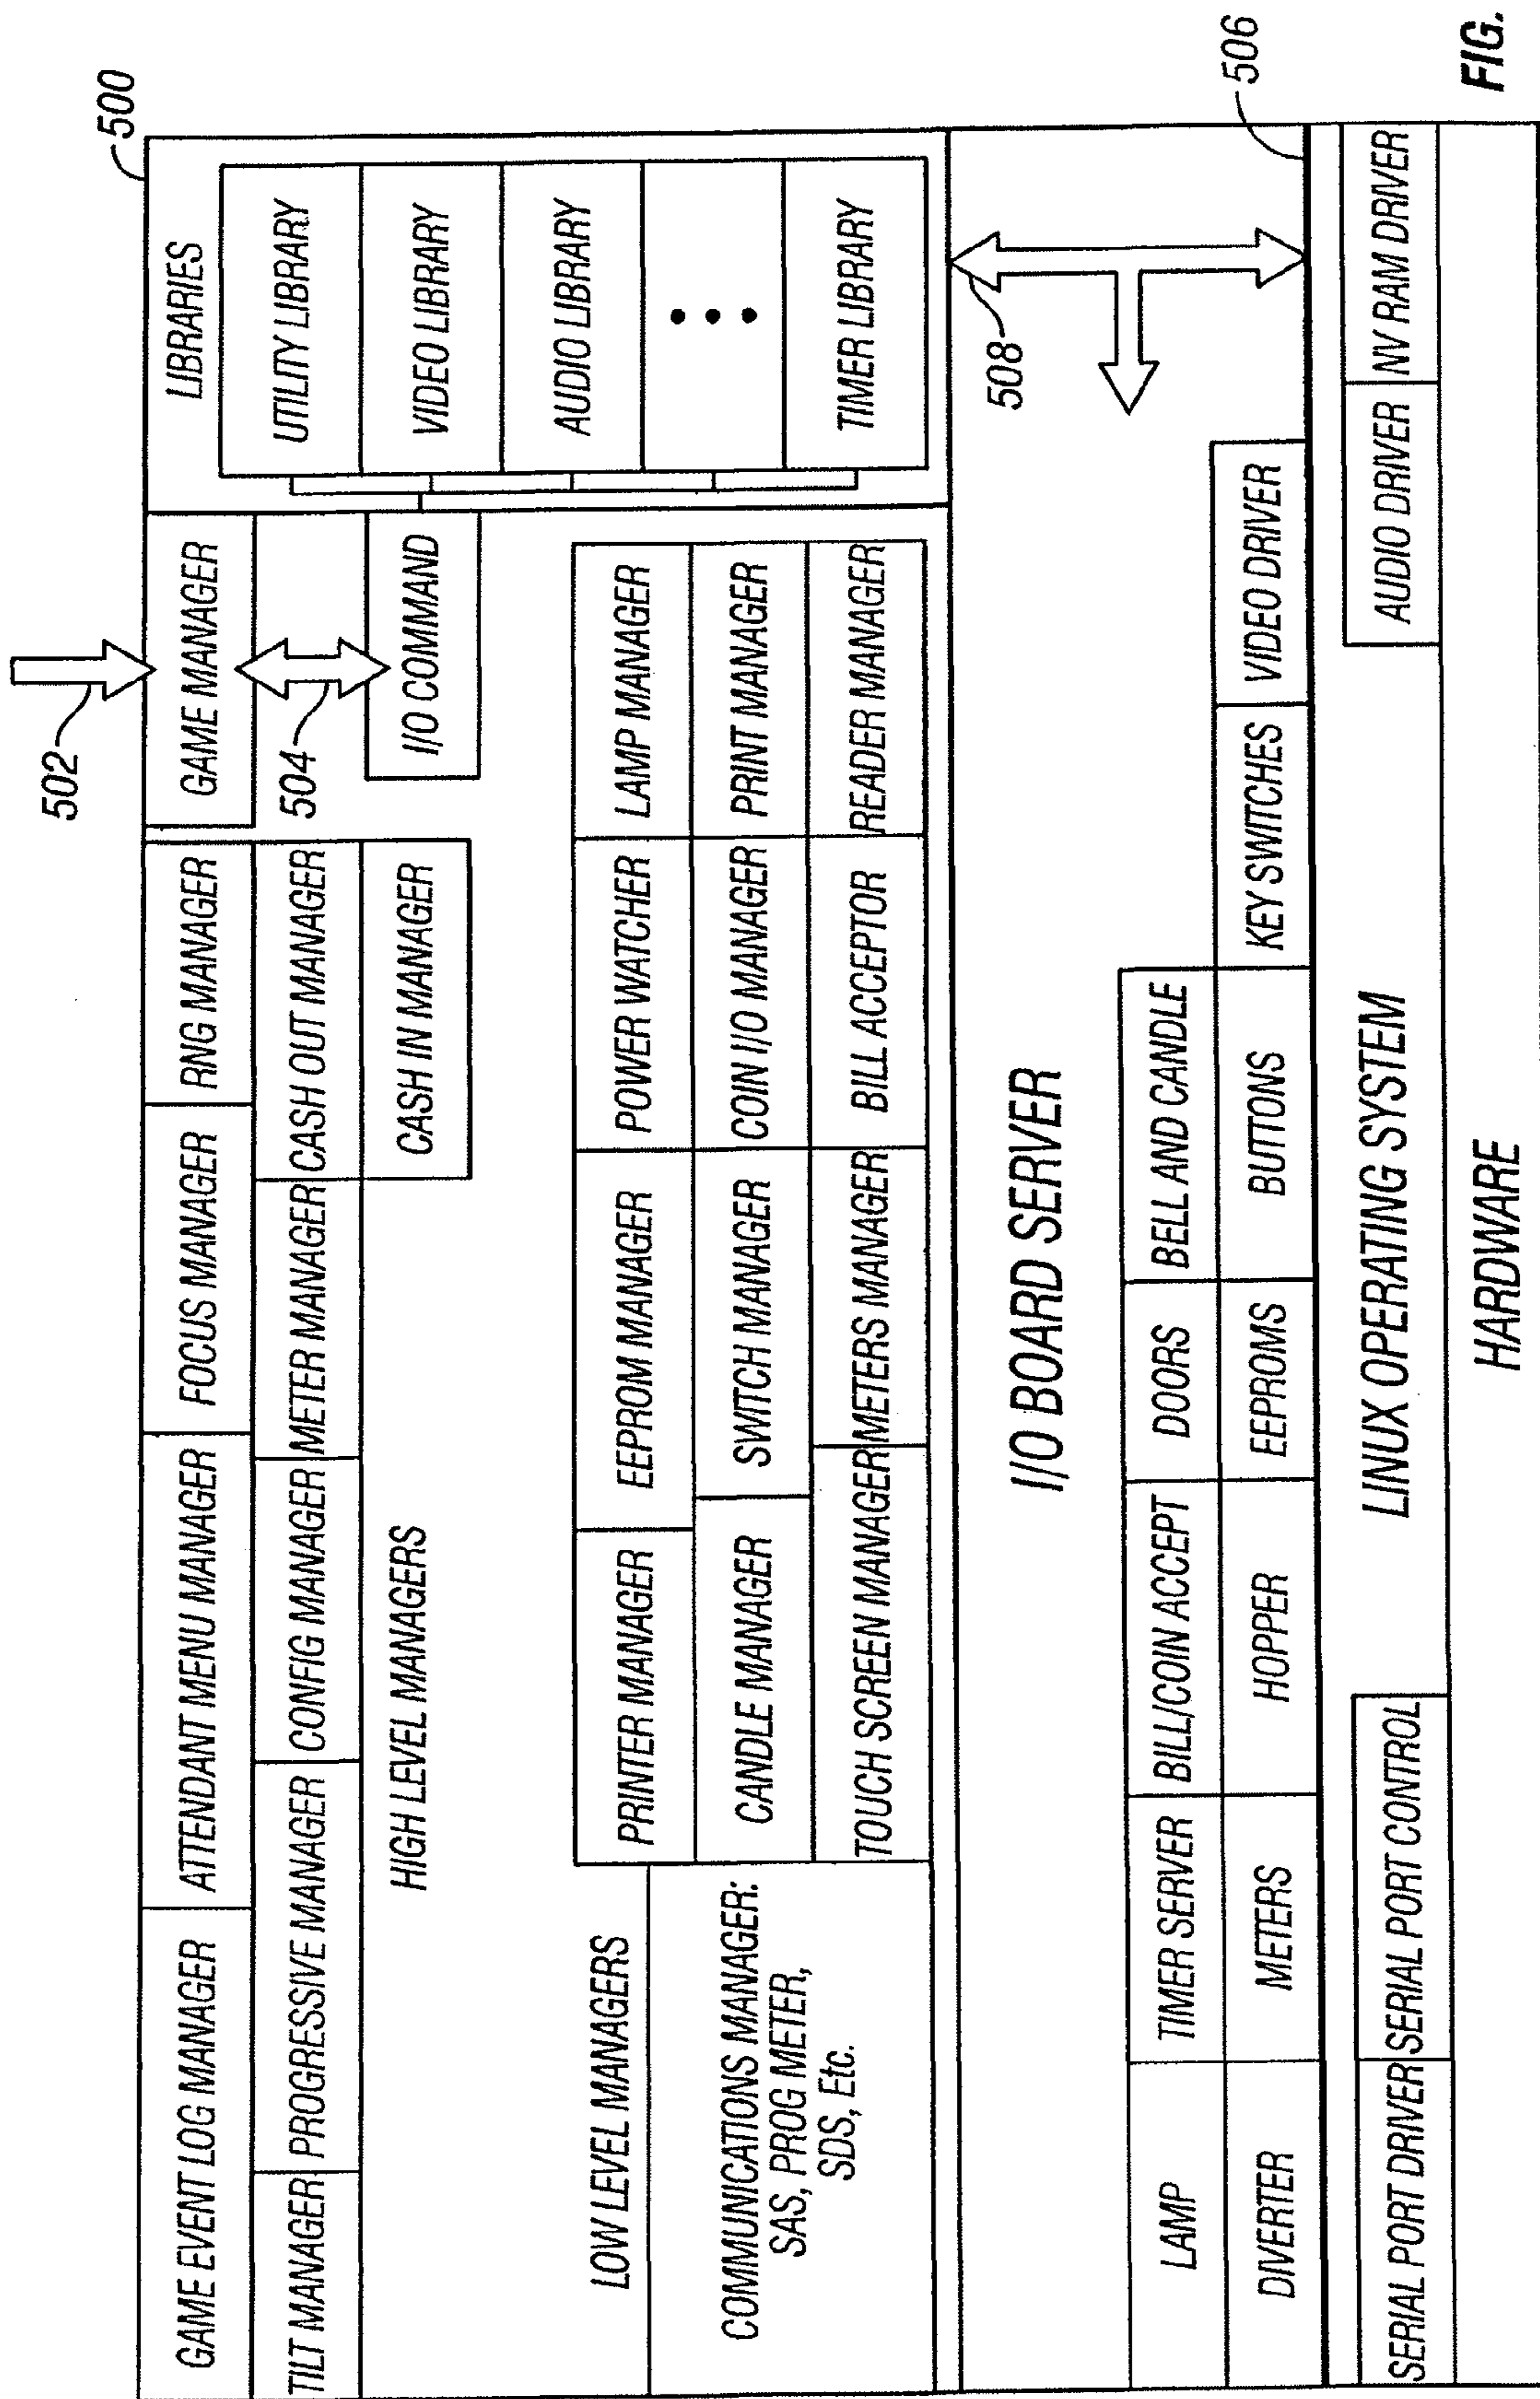 502
500
GAME EVENT LOG MANAGER
ATTENDANT MENU MANAGER
FOCUS MANAGER
RNG MANAGER
GAME MANAGER
LIBRARIES
TILT MANAGER
PROGRESSIVE MANAGER
CONFIG MANAGER
METER MANAGER
CASH OUT MANAGER
504
UTILITY LIBRARY
HIGH LEVEL MANAGERS
CASH IN MANAGER
I/O COMMAND
VIDEO LIBRARY
AUDIO LIBRARY
TIMER LIBRARY
LOW LEVEL MANAGERS
PRINTER MANAGER
EEPROM MANAGER
POWER WATCHER
LAMP MANAGER
COMMUNICATIONS MANAGER:
SAS, PROG METER,
SDS, Etc.
CANDLE MANAGER
SWITCH MANAGER
COIN I/O MANAGER
PRINT MANAGER
TOUCH SCREEN MANAGER
METERS MANAGER
BILL ACCEPTOR
READER MANAGER
I/O BOARD SERVER
508
LAMP
TIMER SERVER
BILL/COIN ACCEPT
DOORS
BELL AND CANDLE
DIVERTER
METERS
HOPPER
EEPROMS
BUTTONS
KEY SWITCHES
VIDEO DRIVER
506
SERIAL PORT DRIVER
SERIAL PORT CONTROL
LINUX OPERATING SYSTEM
AUDIO DRIVER
NV RAM DRIVER
HARDWARE
FIG.